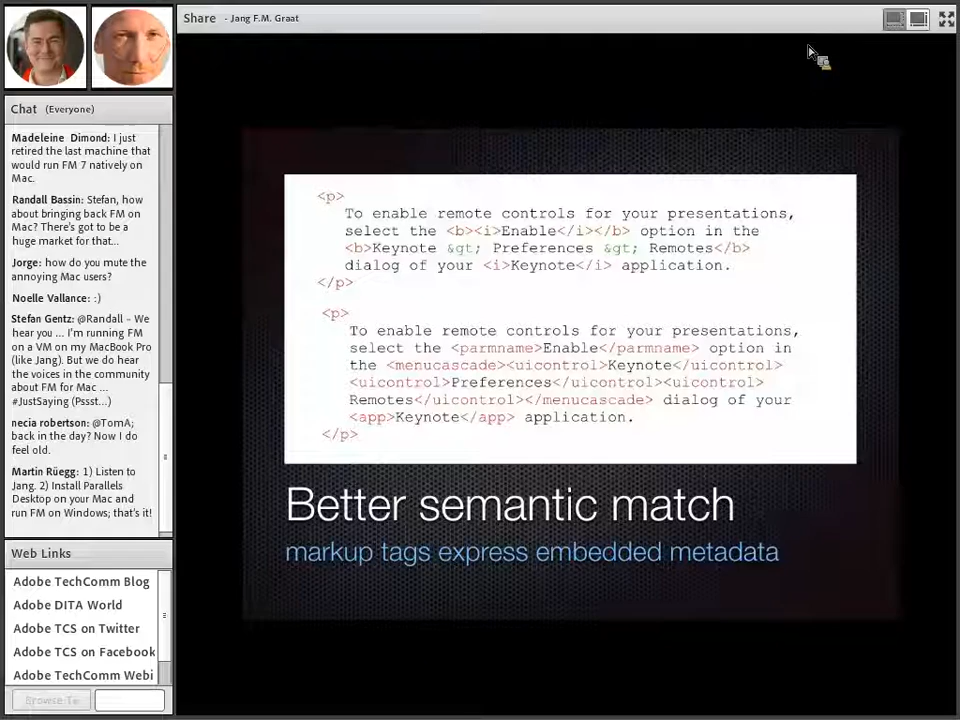 Share - Jang F.M. Graat
Chat (Everyone)
Madeleine Dimond: I just
retired the last machine that
would run FM 7 natively on
Mac.
Randall Bassin: Stefan, how
about bringing back FM on
Mac? There's got to be a
huge market for that...
Jorge: how do you mute the
annoying Mac users?
Noelle Vallance: :)
Stefan Gentz: @Randall – We
hear you ... I'm running FM
on a VM on my MacBook Pro
(like Jang). But we do hear
the voices in the community
about FM for Mac ...
#JustSaying (Pssst...)
necia robertson: @TomA;
back in the day? Now I do
feel old.
Martin Rüegg: 1) Listen to
Jang. 2) Install Parallels
Desktop on your Mac and
run FM on Windows; that's it!
Web Links
Adobe TechComm Blog
Adobe DITA World
Adobe TCS on Twitter
Adobe TCS on Facebook
Adobe TechComm Webi
Browse To
<p>
To enable remote controls for your presentations,
select the <b><i>Enable</i></b> option in the
<b>Keynote &gt; Preferences &gt; Remotes</b>
dialog of your <i>Keynote</i> application.
</p>
<p>
To enable remote controls for your presentations,
select the <parmname>Enable</parmname> option in
the <menucascade><uicontrol>Keynote</uicontrol>
<uicontrol>Preferences</uicontrol><uicontrol>
Remotes</uicontrol></menucascade> dialog of your
<app>Keynote</app> application.
</p>
Better semantic match
markup tags express embedded metadata